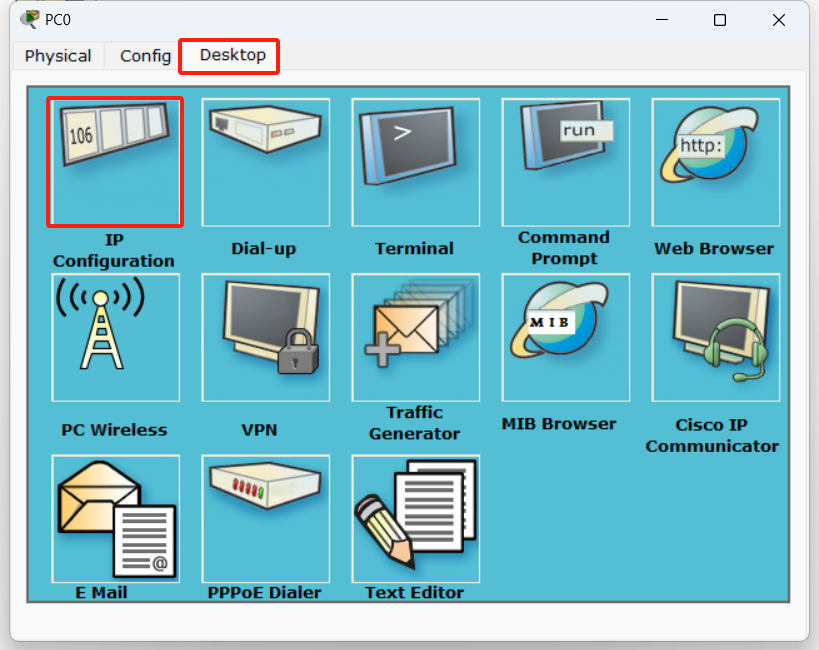 PC0
Physical
Config
Desktop
106
>
run
http:
IP
Configuration
Dial-up
Terminal
Command
Prompt
Web Browser
MIB
PC Wireless
VPN
Traffic
Generator
MIB Browser
Cisco IP
Communicator
@
E Mail
PPPoE Dialer
Text Editor